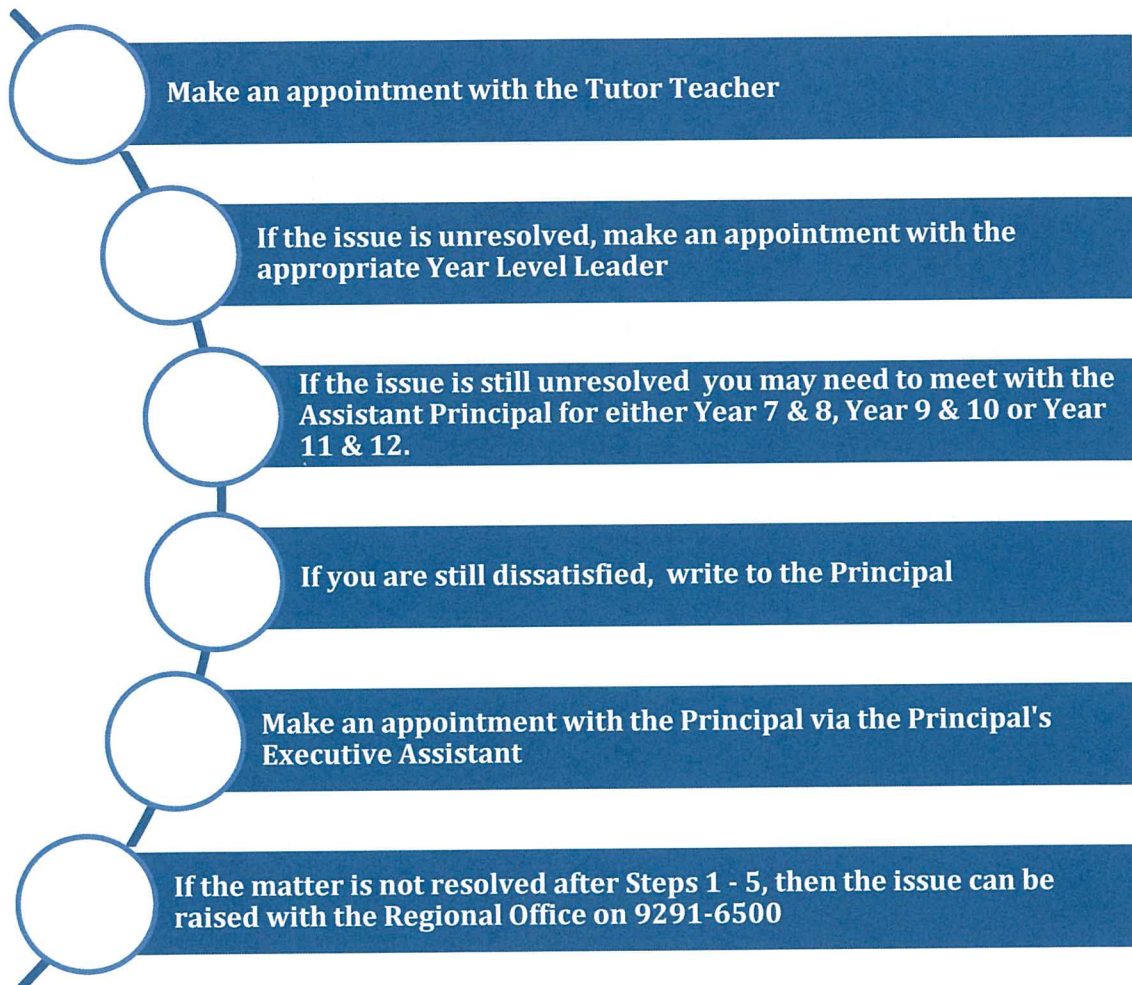 Make an appointment with the Tutor Teacher
If the issue is unresolved, make an appointment with the
appropriate Year Level Leader
If the issue is still unresolved  you may need to meet with the
Assistant Principal for either Year 7 & 8, Year 9 & 10 or Year
11 & 12.
If you are still dissatisfied,  write to the Principal
Make an appointment with the Principal via the Principal's
Executive Assistant
If the matter is not resolved after Steps 1 - 5, then the issue can be
raised with the Regional Office on 9291-6500